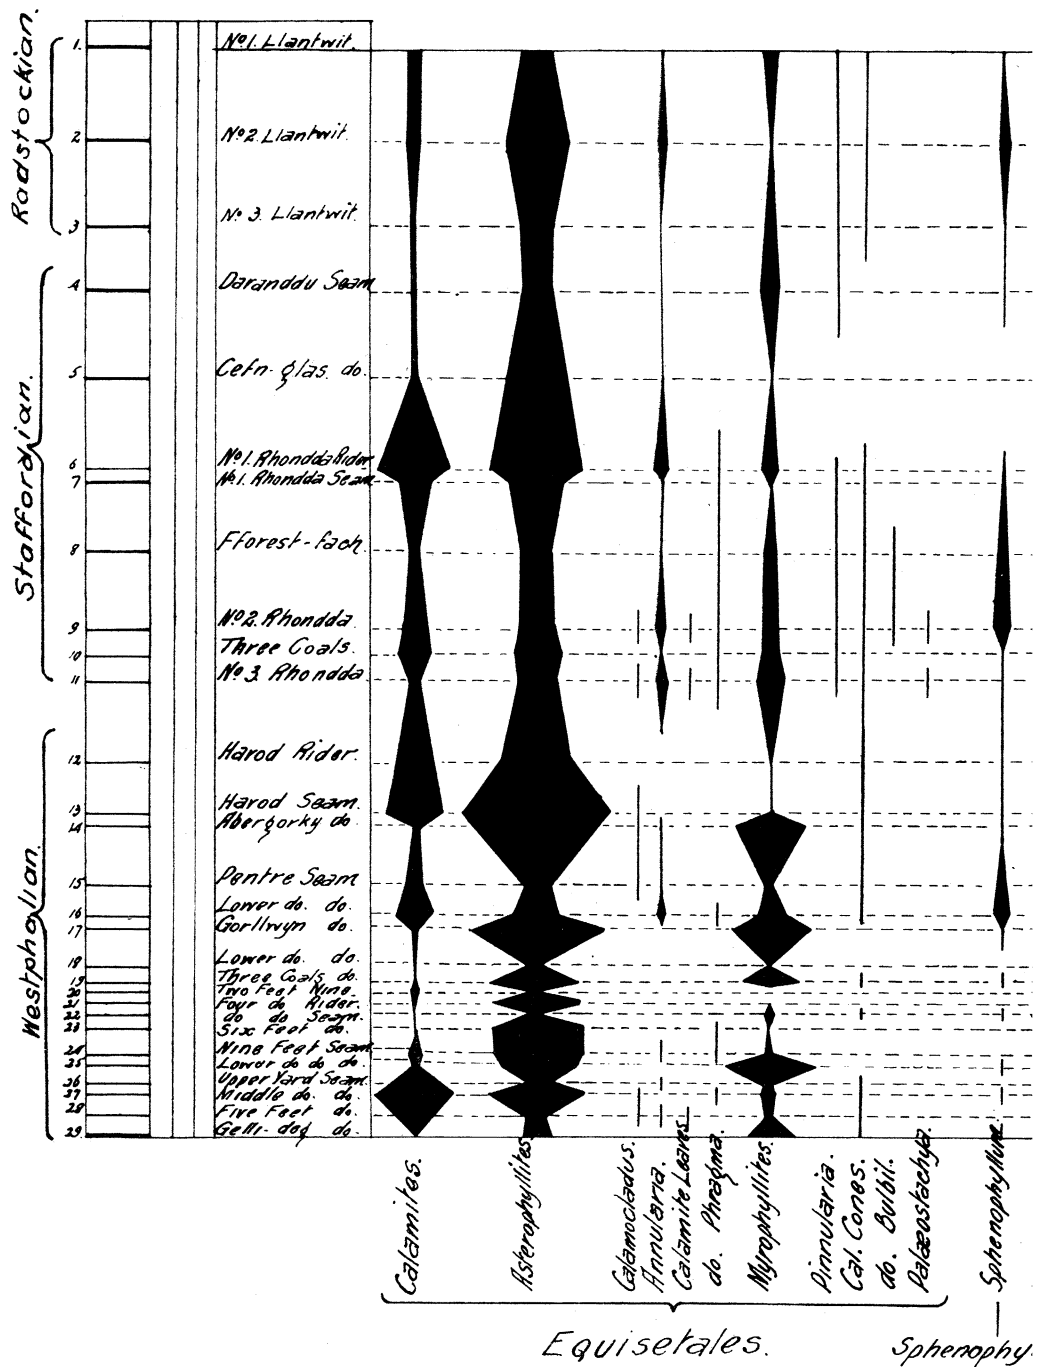 Radstockian.
Staffordian.
Westphalian.
1. No 1. Llantwit.
2 No 2. Llantwit.
3 No 3. Llantwit.
4 Daranddu Seam
5 Cefn-glas. do.
6 No 1. Rhondda Rider
7 No 1. Rhondda Seam
8 Fforest-fach.
9 No 2. Rhondda
10 Three Coals.
11 No 3. Rhondda
12 Harod Rider.
13 Harod Seam.
14 Abergorky do
15 Pentre Seam
16 Lower do. do.
17 Gorllwyn do.
18 Lower do. do.
19 Three Coals do.
20 Two Feet Nine
21 Four do Rider.
22 do do Seam.
23 Six Feet do.
24 Nine Feet Seam
25 Lower do do do.
26 Upper Yard Seam.
27 Middle do. do.
28 Five Feet do.
29 Gelli-deg do.
Calamites.
Asterophyllites.
Calamocladus.
Annularia.
Calamite Leaves
do. Phragma.
Myrophyllites.
Pinnularia.
Cal. Cones.
do. Bulbil.
Palæostachya.
Sphenophyllum.
Equisetales.
Sphenophy.